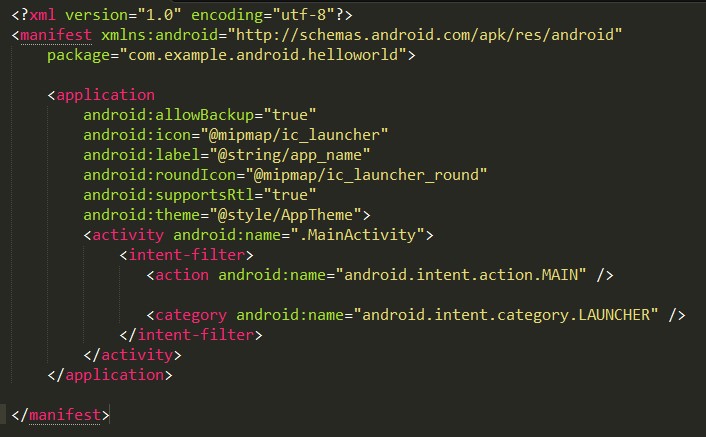 <?xml version="1.0" encoding="utf-8"?>
<manifest xmlns:android="http://schemas.android.com/apk/res/android"
    package="com.example.android.helloworld">

    <application
        android:allowBackup="true"
        android:icon="@mipmap/ic_launcher"
        android:label="@string/app_name"
        android:roundIcon="@mipmap/ic_launcher_round"
        android:supportsRtl="true"
        android:theme="@style/AppTheme">
        <activity android:name=".MainActivity">
            <intent-filter>
               <action android:name="android.intent.action.MAIN" />

               <category android:name="android.intent.category.LAUNCHER" />
            </intent-filter>
        </activity>
    </application>

</manifest>